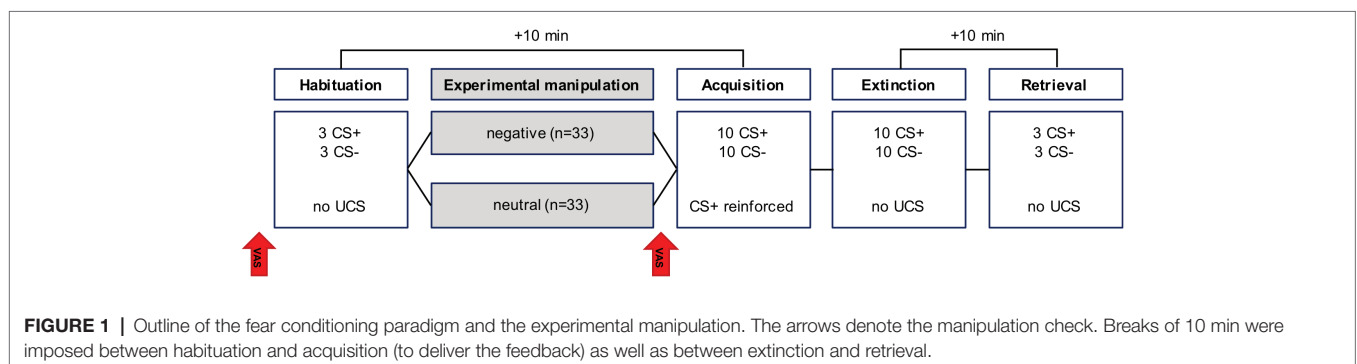 +10 min
+10 min
Habituation
Experimental manipulation
Acquisition
Extinction
Retrieval
3 CS+
3 CS-
no UCS
negative (n=33)
neutral (n=33)
10 CS+
10 CS-
CS+ reinforced
10 CS+
10 CS-
no UCS
3 CS+
3 CS-
no UCS
VAS
VAS
FIGURE 1 | Outline of the fear conditioning paradigm and the experimental manipulation. The arrows denote the manipulation check. Breaks of 10 min were
imposed between habituation and acquisition (to deliver the feedback) as well as between extinction and retrieval.